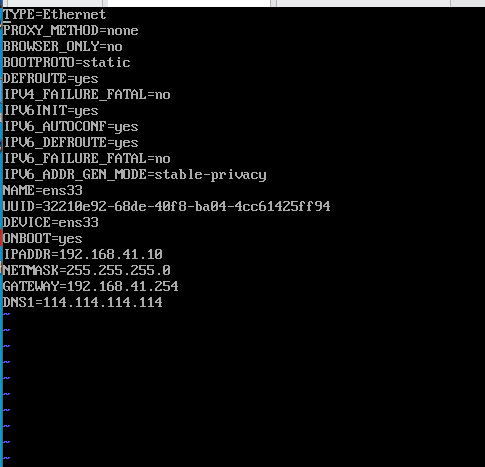 TYPE=Ethernet
PROXY_METHOD=none
BROWSER_ONLY=no
BOOTPROTO=static
DEFROUTE=yes
IPV4_FAILURE_FATAL=no
IPV6INIT=yes
IPV6_AUTOCONF=yes
IPV6_DEFROUTE=yes
IPV6_FAILURE_FATAL=no
IPV6_ADDR_GEN_MODE=stable-privacy
NAME=ens33
UUID=32210e92-68de-40f8-ba04-4cc61425ff94
DEVICE=ens33
ONBOOT=yes
IPADDR=192.168.41.10
NETMASK=255.255.255.0
GATEWAY=192.168.41.254
DNS1=114.114.114.114
~
~
~
~
~
~
~
~
~
~